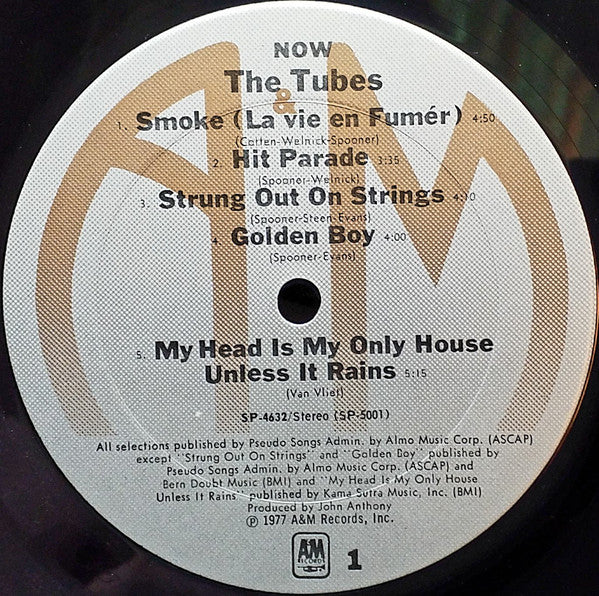 NOW
The Tubes
&
1. Smoke (La vie en Fumér) 4:50
(Cotten-Welnick-Spooner)
2. Hit Parade 3:35
(Spooner-Welnick)
3. Strung Out On Strings 4:10
(Spooner-Steen-Evans)
4. Golden Boy 4:00
(Spooner-Evans)
5. My Head Is My Only House
Unless It Rains 5:15
(Van Vliet)
SP-4632/Stereo (SP-5001)
All selections published by Pseudo Songs Admin. by Almo Music Corp. (ASCAP)
except "Strung Out On Strings" and "Golden Boy" published by
Pseudo Songs Admin. by Almo Music Corp. (ASCAP) and
Bern Doubt Music (BMI) and "My Head Is My Only House
Unless It Rains" published by Kama Sutra Music, Inc. (BMI)
Produced by John Anthony
℗ 1977 A&M Records, Inc.
A&M
RECORDS
1